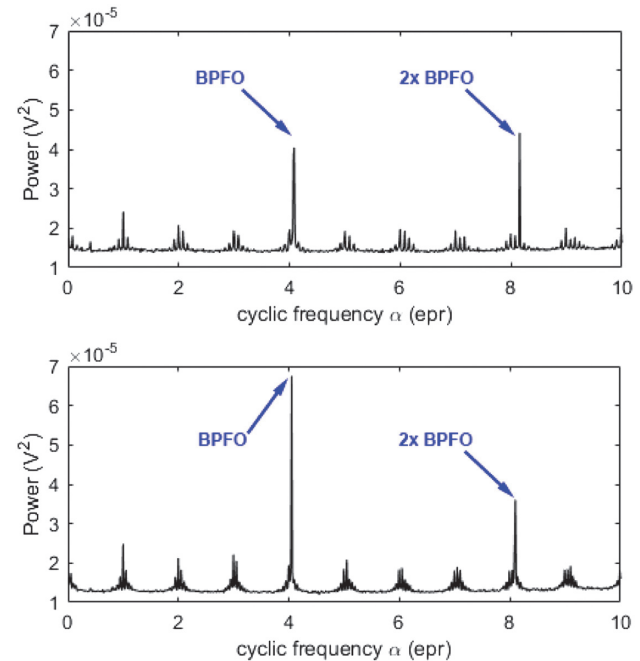 ×10⁻⁵
7
6
5
4
3
2
1
Power (V²)
BPFO
2x BPFO
0 2 4 6 8 10
cyclic frequency α (epr)
×10⁻⁵
7
6
5
4
3
2
1
Power (V²)
BPFO
2x BPFO
0 2 4 6 8 10
cyclic frequency α (epr)